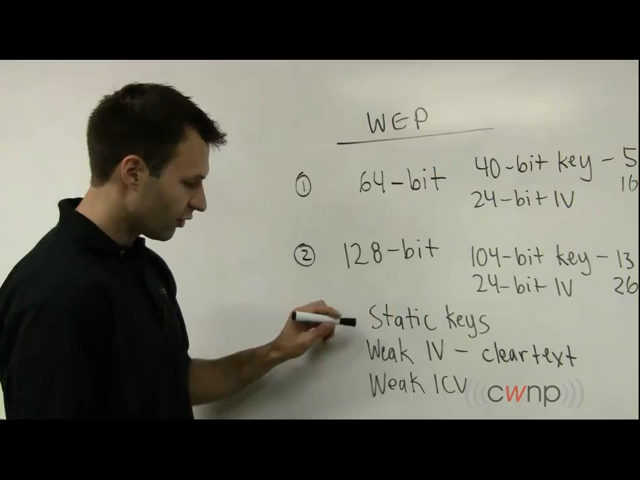 WEP
① 64-bit 40-bit key - 5
24-bit IV 16
② 128-bit 104-bit key - 13
24-bit IV 26
Static keys
Weak IV - cleartext
Weak ICV
cwnp